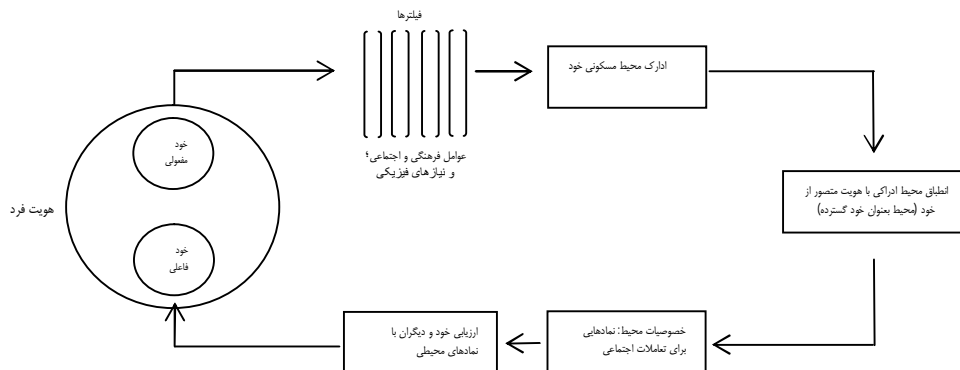 فیلترها
ادارک محیط مسکونی خود
خود
مفعولی
عوامل فرهنگی و اجتماعی؛
و نیازهای فیزیکی
انطباق محیط ادراکی با هویت متصور از
خود (محیط بعنوان خود گسترده)
هویت فرد
خود
فاعلی
خصوصیات محیط: نمادهایی
برای تعاملات اجتماعی
ارزیابی خود و دیگران با
نمادهای محیطی